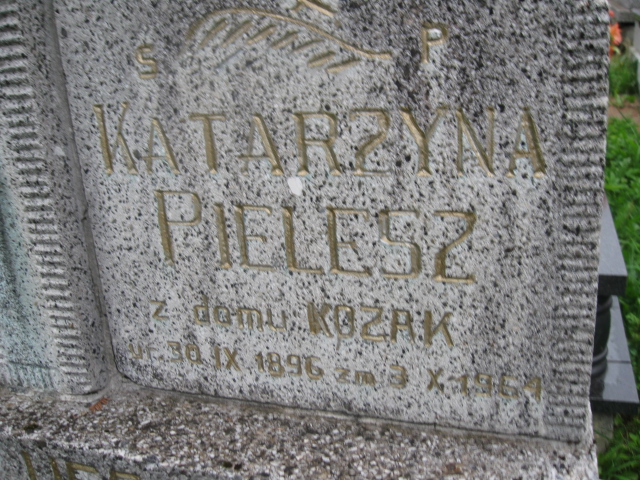 S P
KATARZYNA
PIELESZ
z domu KOZAK
ur. 30 IX 1896 zm 3 X 1964